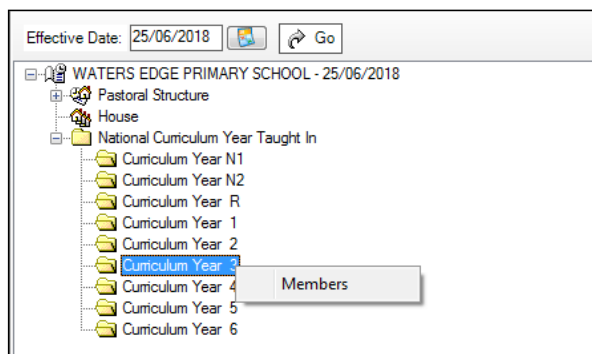 Effective Date: 25/06/2018 Go
WATERS EDGE PRIMARY SCHOOL - 25/06/2018
Pastoral Structure
House
National Curriculum Year Taught In
Curriculum Year N1
Curriculum Year N2
Curriculum Year R
Curriculum Year 1
Curriculum Year 2
Curriculum Year 3
Members
Curriculum Year 4
Curriculum Year 5
Curriculum Year 6